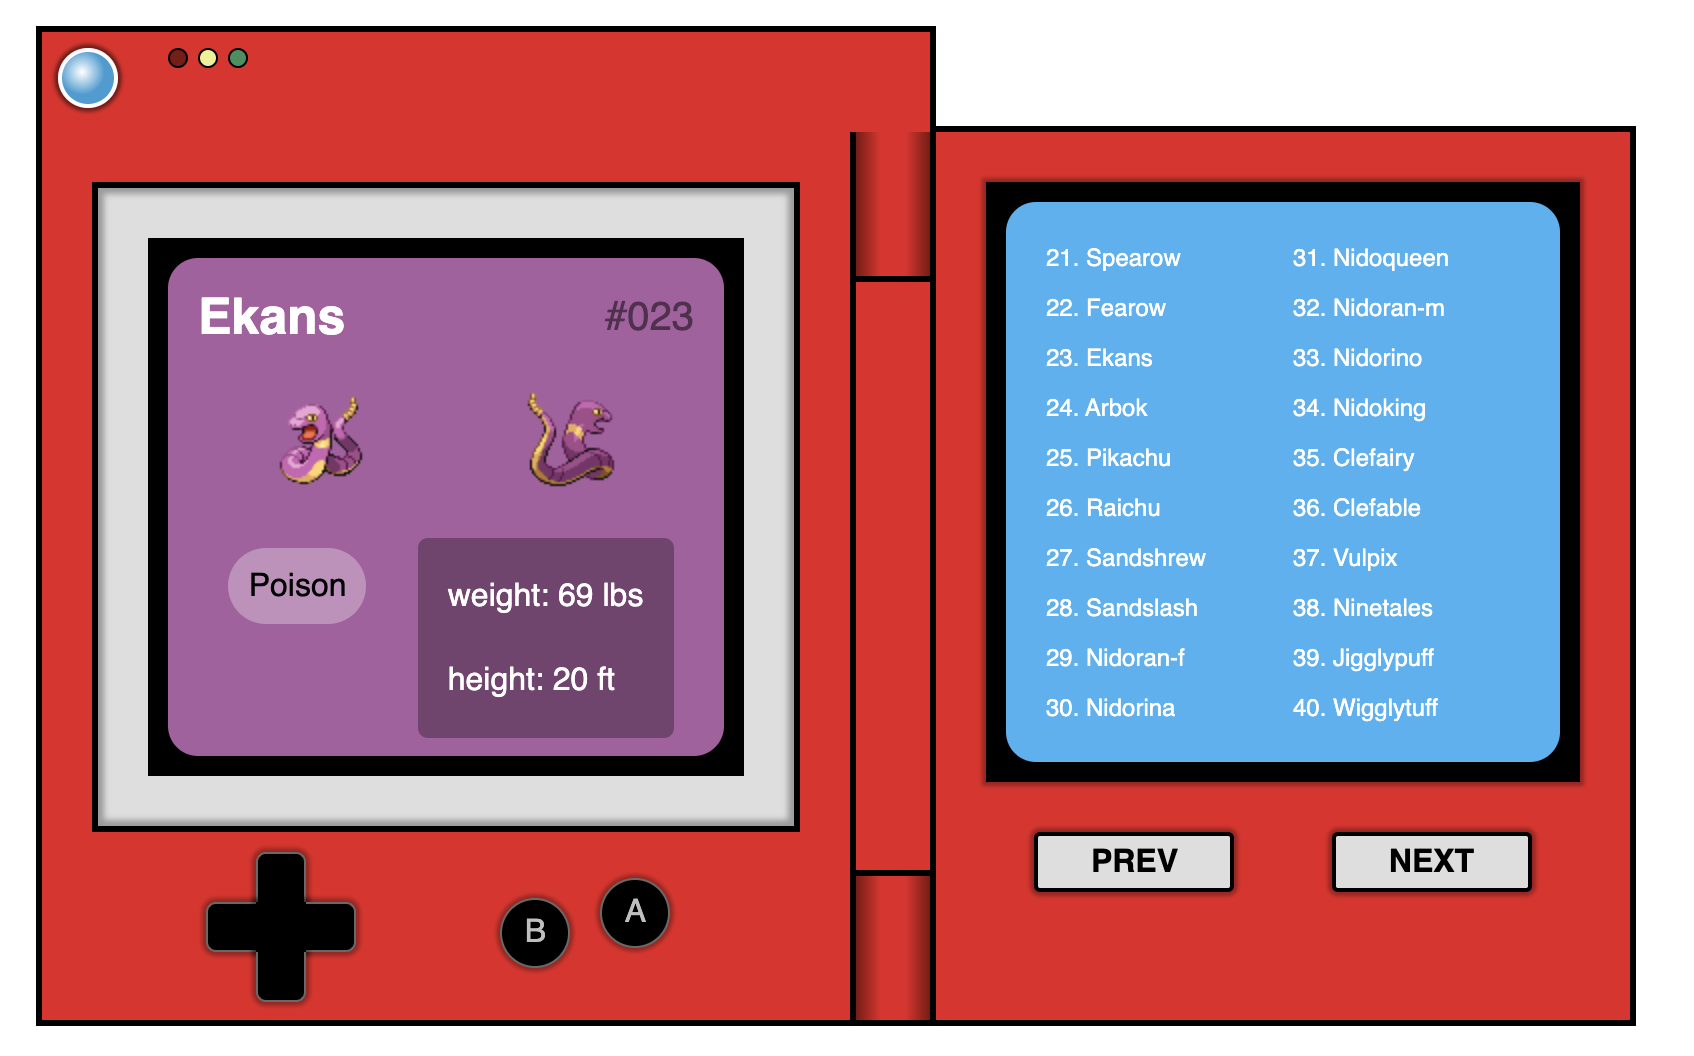 Ekans
#023
Poison
weight: 69 lbs
height: 20 ft
B
A
21. Spearow
22. Fearow
23. Ekans
24. Arbok
25. Pikachu
26. Raichu
27. Sandshrew
28. Sandslash
29. Nidoran-f
30. Nidorina
31. Nidoqueen
32. Nidoran-m
33. Nidorino
34. Nidoking
35. Clefairy
36. Clefable
37. Vulpix
38. Ninetales
39. Jigglypuff
40. Wigglytuff
PREV
NEXT